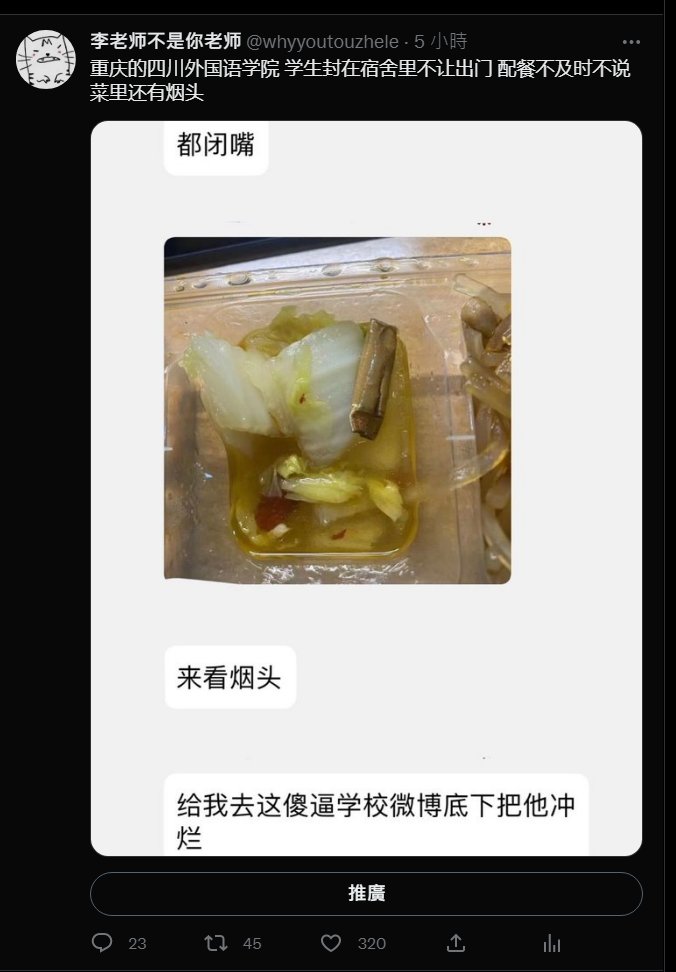 李老师不是你老师 @whyyoutouzhele · 5 小時
重庆的四川外国语学院 学生封在宿舍里不让出门 配餐不及时不说
菜里还有烟头
都闭嘴
来看烟头
给我去这傻逼学校微博底下把他冲
烂
推廣
23 45 320